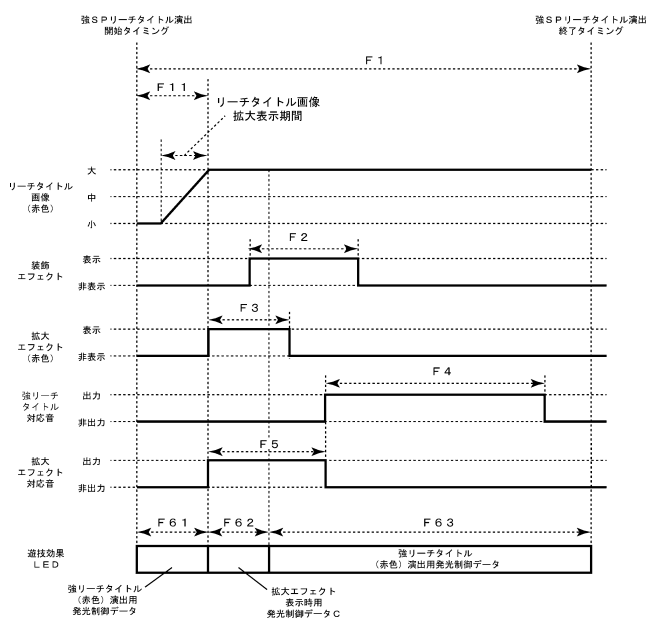 強ＳＰリーチタイトル演出
開始タイミング
強ＳＰリーチタイトル演出
終了タイミング
Ｆ１
Ｆ１１
リーチタイトル画像
拡大表示期間
リーチタイトル
画像
（赤色）
大
中
小
Ｆ２
装飾
エフェクト
表示
非表示
Ｆ３
拡大
エフェクト
（赤色）
表示
非表示
Ｆ４
強リーチ
タイトル
対応音
出力
非出力
Ｆ５
拡大
エフェクト
対応音
出力
非出力
Ｆ６１
Ｆ６２
Ｆ６３
遊技効果
ＬＥＤ
強リーチタイトル
（赤色）演出用発光制御データ
強リーチタイトル
（赤色）演出用
発光制御データ
拡大エフェクト
表示時用
発光制御データＣ